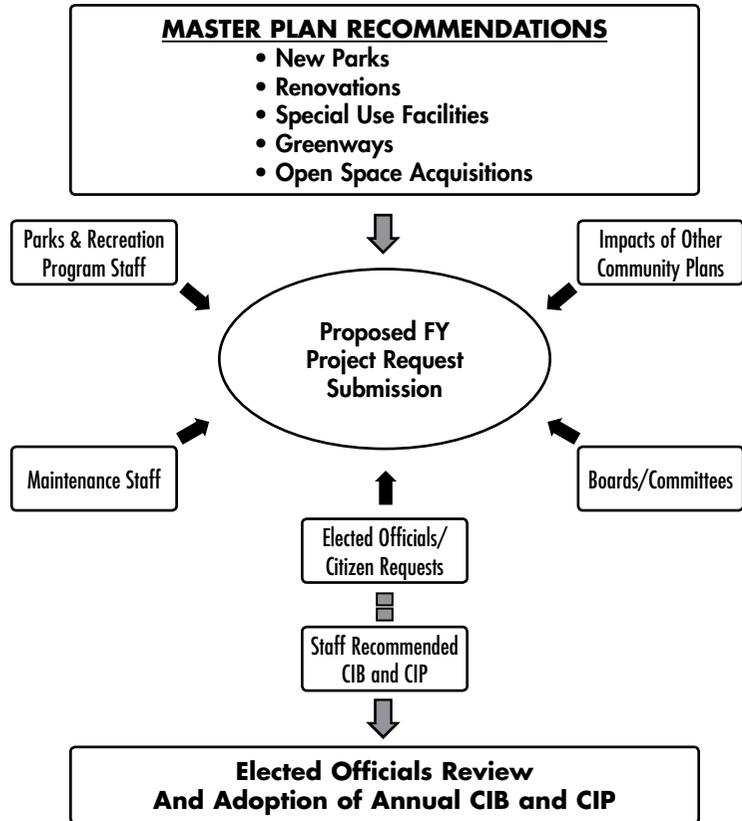 MASTER PLAN RECOMMENDATIONS
• New Parks
• Renovations
• Special Use Facilities
• Greenways
• Open Space Acquisitions
Parks & Recreation
Program Staff
Impacts of Other
Community Plans
Proposed FY
Project Request
Submission
Maintenance Staff
Boards/Committees
Elected Officials/
Citizen Requests
Staff Recommended
CIB and CIP
Elected Officials Review
And Adoption of Annual CIB and CIP